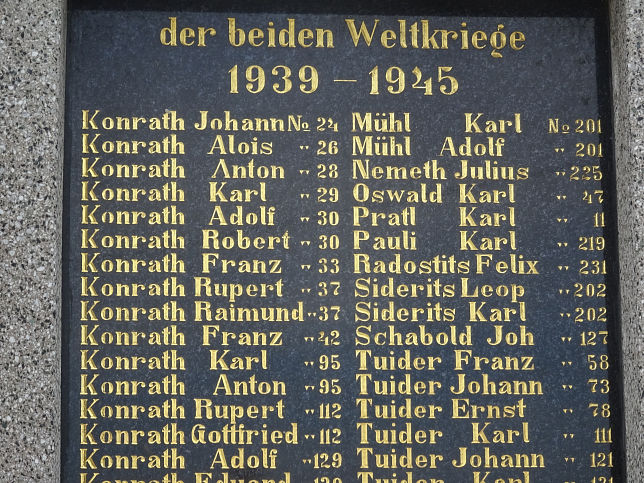 der beiden Weltkriege
1939 – 1945
Konrath Johann No 24 Mühl Karl No 201
Konrath Alois " 26 Mühl Adolf " 201
Konrath Anton " 28 Nemeth Julius " 225
Konrath Karl " 29 Oswald Karl " 47
Konrath Adolf " 30 Pratl Karl " 11
Konrath Robert " 30 Pauli Karl " 219
Konrath Franz " 33 Radostits Felix " 231
Konrath Rupert " 37 Siderits Leop " 202
Konrath Raimund " 37 Siderits Karl " 202
Konrath Franz " 42 Schabold Joh " 127
Konrath Karl " 95 Tuider Franz " 58
Konrath Anton " 95 Tuider Johann " 73
Konrath Rupert " 112 Tuider Ernst " 78
Konrath Gottfried " 112 Tuider Karl " 111
Konrath Adolf " 129 Tuider Johann " 121
Konrath Eduard Tuider Karl